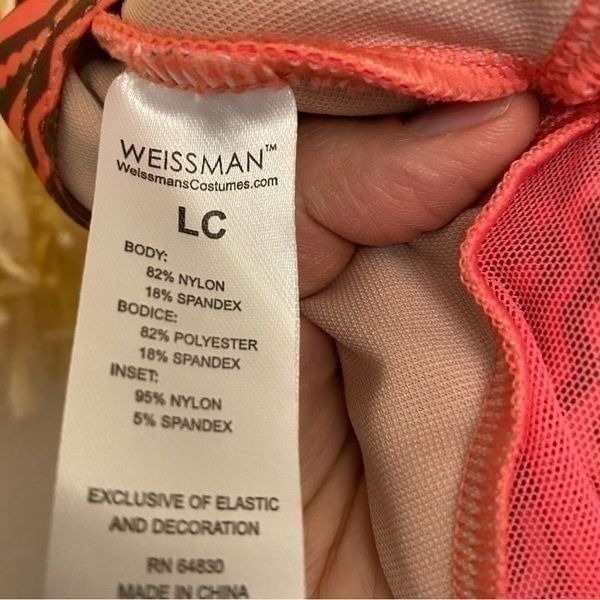 WEISSMAN™
WeissmansCostumes.com
LC
BODY:
82% NYLON
18% SPANDEX
BODICE:
82% POLYESTER
18% SPANDEX
INSET:
95% NYLON
5% SPANDEX
EXCLUSIVE OF ELASTIC
AND DECORATION
RN 64830
MADE IN CHINA